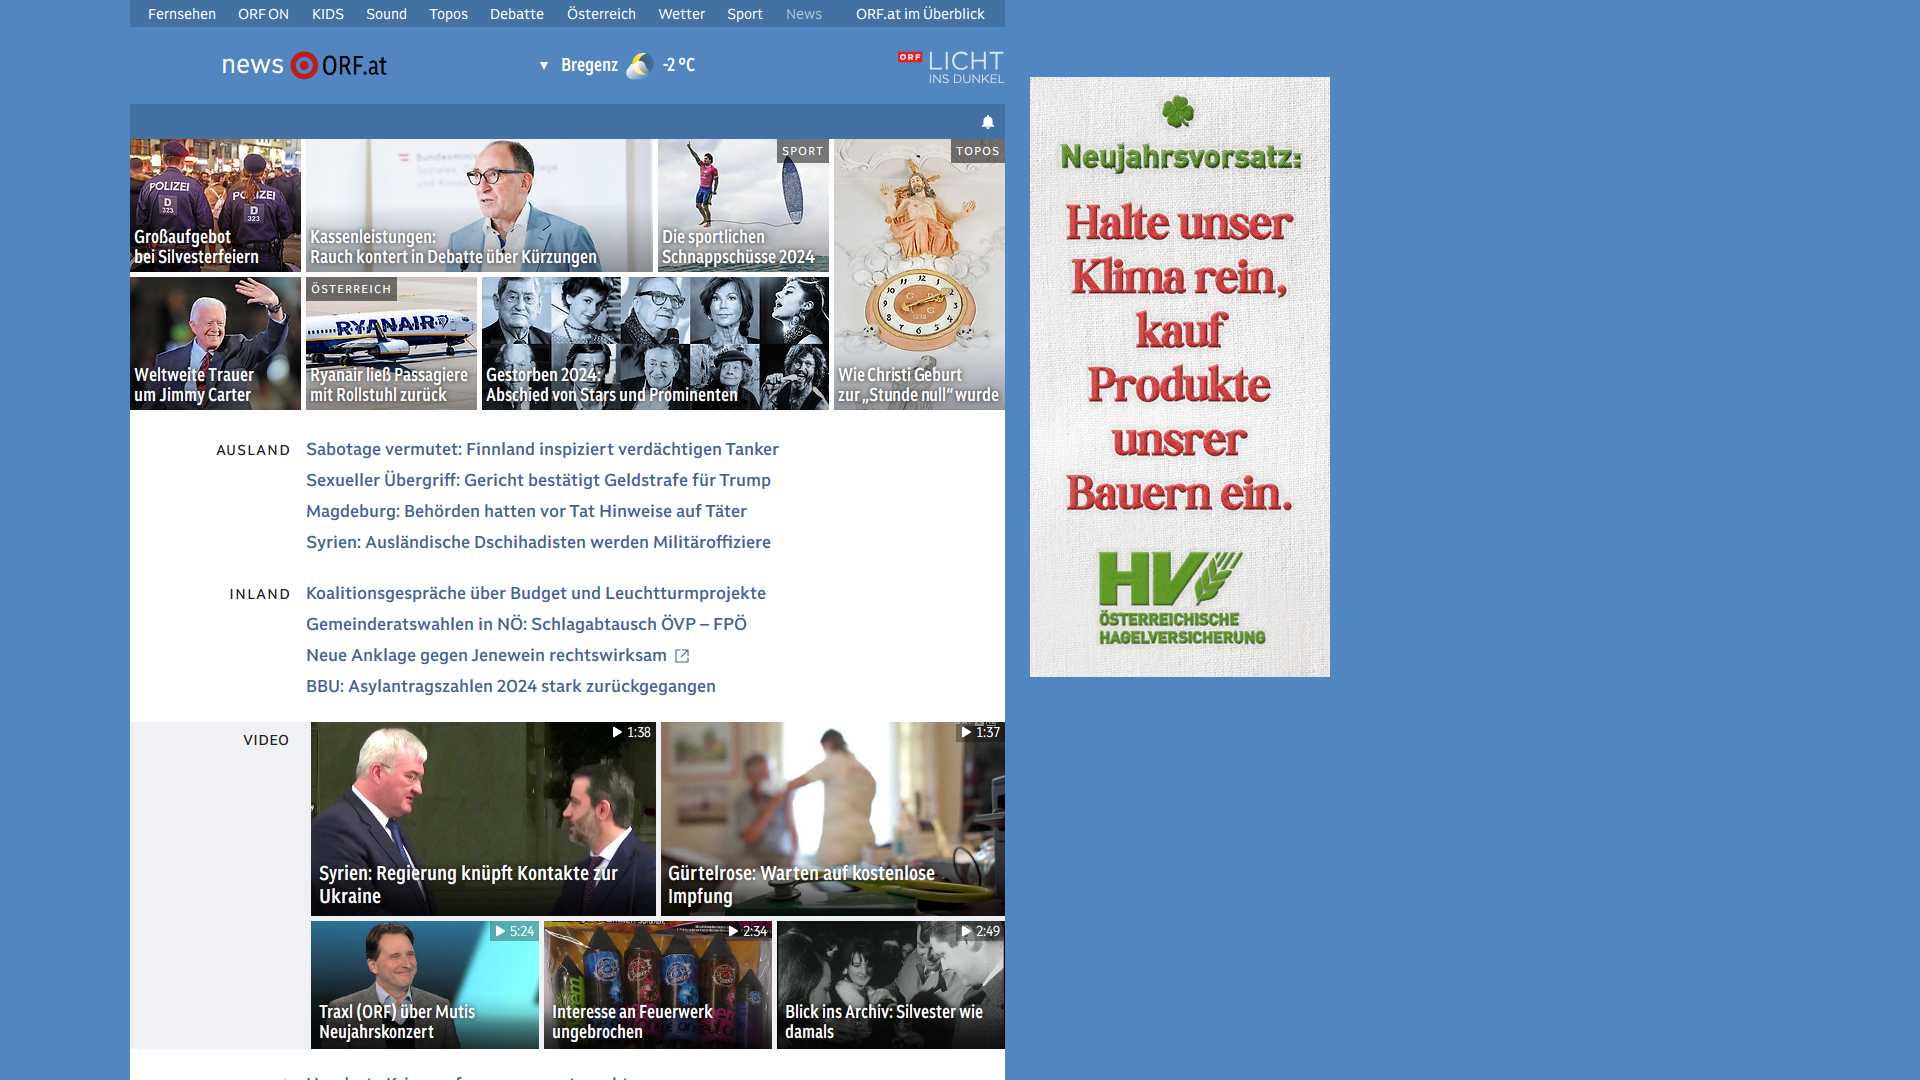 Fernsehen ORF ON KIDS Sound Topos Debatte Österreich Wetter Sport News ORF.at im Überblick
news ORF.at
▼ Bregenz -2 °C
ORF LICHT
INS DUNKEL
POLIZEI
D
323
POLIZEI
D
323
Großaufgebot
bei Silvesterfeiern
Kassenleistungen:
Rauch kontert in Debatte über Kürzungen
SPORT
Die sportlichen
Schnappschüsse 2024
TOPOS
Wie Christi Geburt
zur „Stunde null“ wurde
Weltweite Trauer
um Jimmy Carter
ÖSTERREICH
RYANAIR
Ryanair ließ Passagiere
mit Rollstuhl zurück
Gestorben 2024:
Abschied von Stars und Prominenten
AUSLAND
Sabotage vermutet: Finnland inspiziert verdächtigen Tanker
Sexueller Übergriff: Gericht bestätigt Geldstrafe für Trump
Magdeburg: Behörden hatten vor Tat Hinweise auf Täter
Syrien: Ausländische Dschihadisten werden Militäroffiziere
INLAND
Koalitionsgespräche über Budget und Leuchtturmprojekte
Gemeinderatswahlen in NÖ: Schlagabtausch ÖVP – FPÖ
Neue Anklage gegen Jenewein rechtswirksam
BBU: Asylantragszahlen 2024 stark zurückgegangen
VIDEO
1:38
Syrien: Regierung knüpft Kontakte zur
Ukraine
1:37
Gürtelrose: Warten auf kostenlose
Impfung
5:24
Traxl (ORF) über Mutis
Neujahrskonzert
2:34
Interesse an Feuerwerk
ungebrochen
2:49
Blick ins Archiv: Silvester wie
damals
Neujahrsvorsatz:
Halte unser
Klima rein,
kauf
Produkte
unsrer
Bauern ein.
HV
ÖSTERREICHISCHE
HAGELVERSICHERUNG